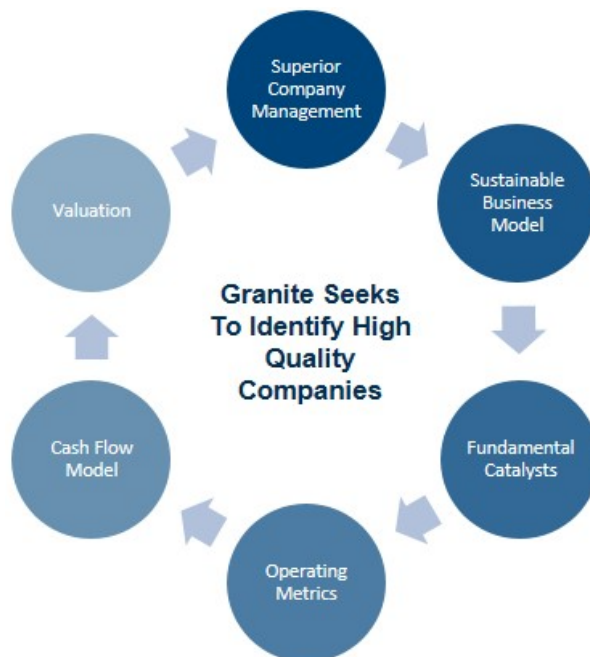 Superior
Company
Management
Sustainable
Business
Model
Fundamental
Catalysts
Operating
Metrics
Cash Flow
Model
Valuation
Granite Seeks
To Identify High
Quality
Companies